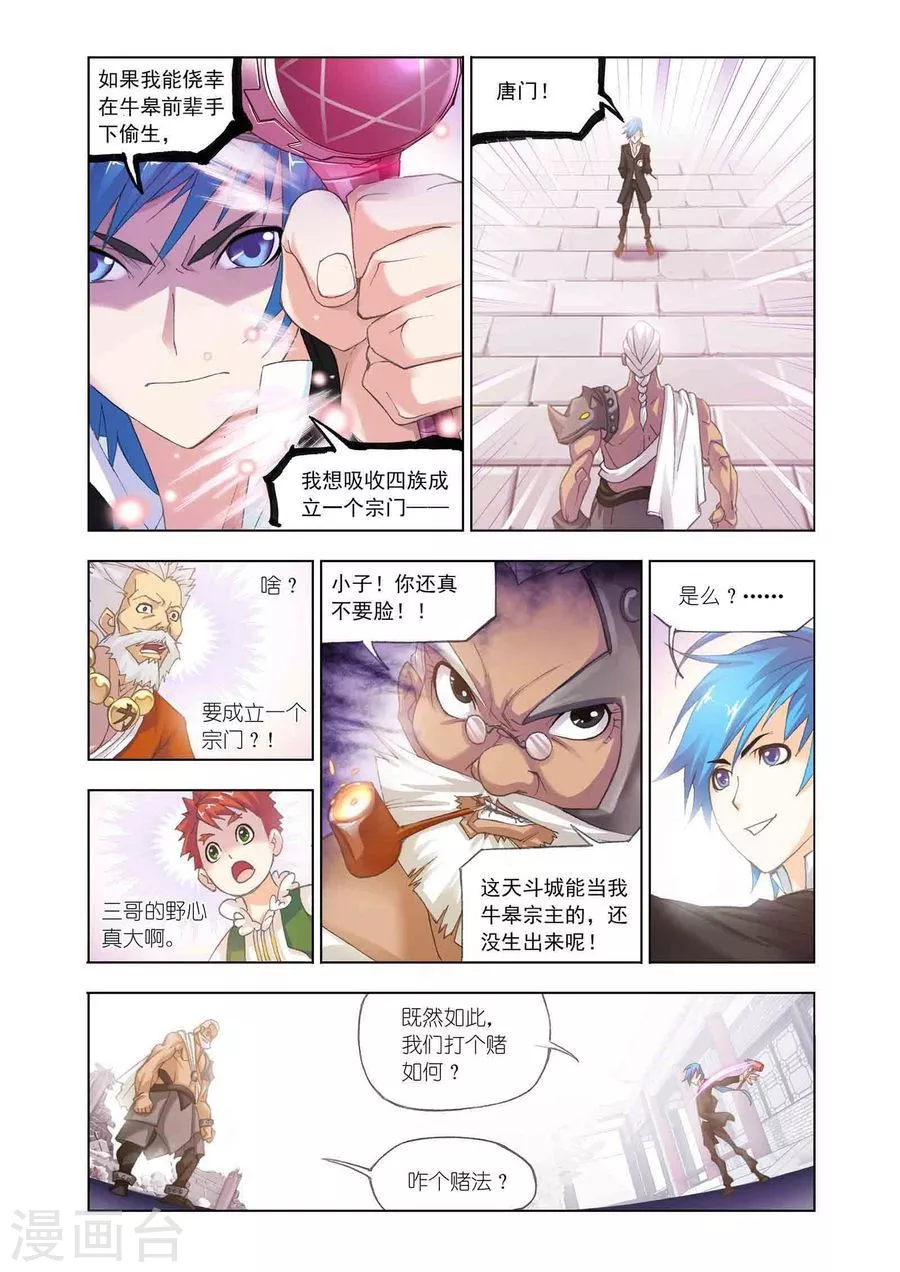 如果我能侥幸
在牛皋前辈手
下偷生，
我想吸收四族成
立一个宗门——
唐门！
啥？
要成立一个
宗门？！
三哥的野心
真大啊。
小子！你还真
不要脸！！
这天斗城能当我
牛皋宗主的，还
没生出来呢！
是么？……
既然如此，
我们打个赌
如何？
咋个赌法？
漫画台